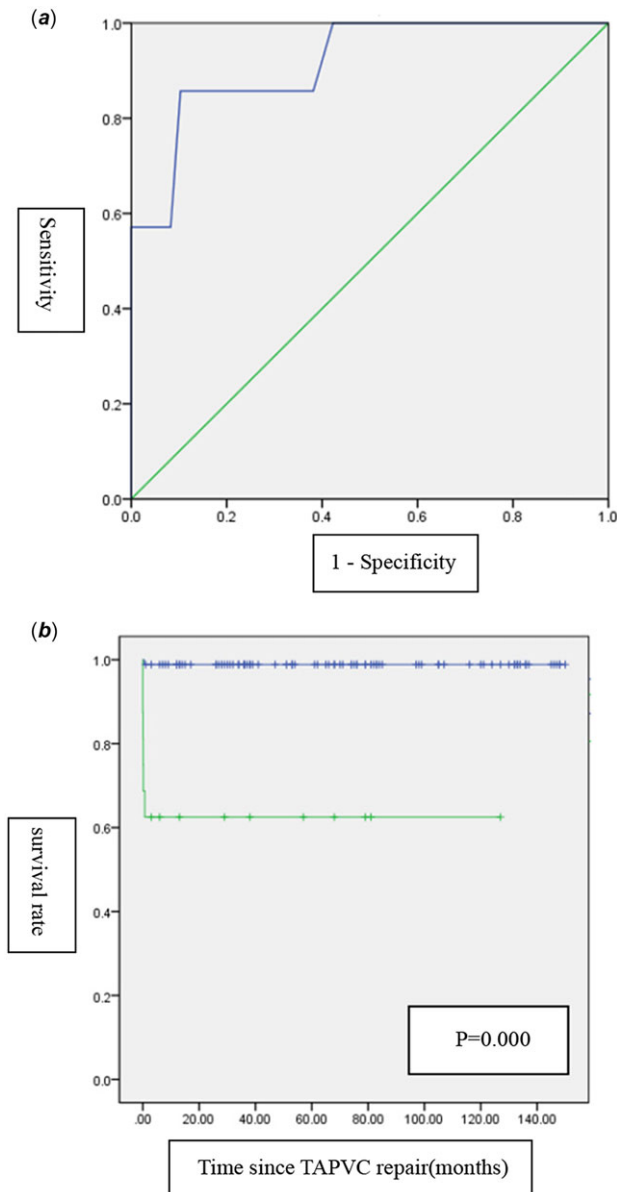 (a)
1.0
0.8
0.6
0.4
0.2
0.0
Sensitivity
0.0 0.2 0.4 0.6 0.8 1.0
1 - Specificity
(b)
1.0
0.8
0.6
0.4
0.2
0.0
survival rate
P=0.000
.00 20.00 40.00 60.00 80.00 100.00 120.00 140.00
Time since TAPVC repair(months)